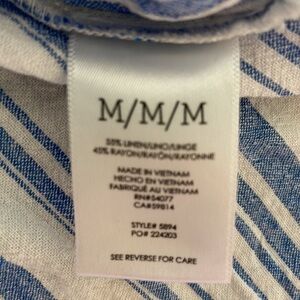 M/M/M
55% LINEN/LINO/LINGE
45% RAYON/RAYÓN/RAYONNE
MADE IN VIETNAM
HECHO EN VIETNAM
FABRIQUÉ AU VIETNAM
RN#54077
CA#59814
STYLE# 5894
PO# 224203
SEE REVERSE FOR CARE